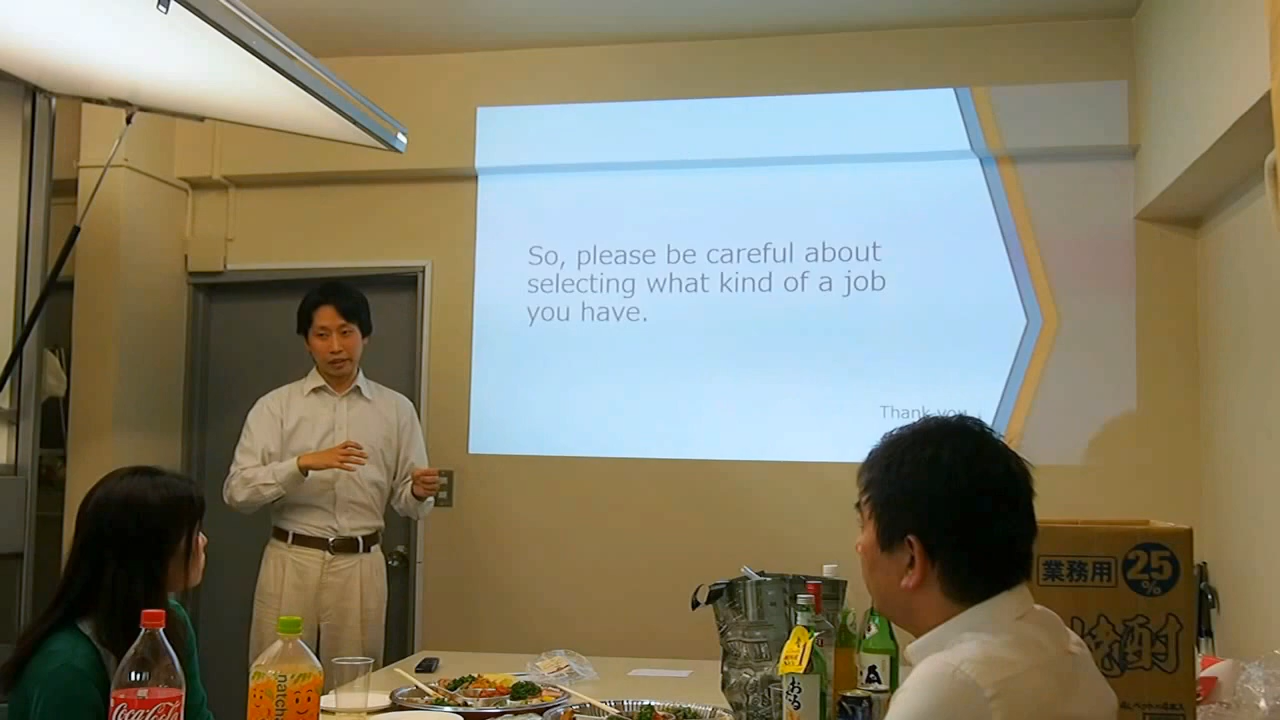 So, please be careful about
selecting what kind of a job
you have.
Thank you
業務用
25
%
焼酎
Coca-Cola
natchan